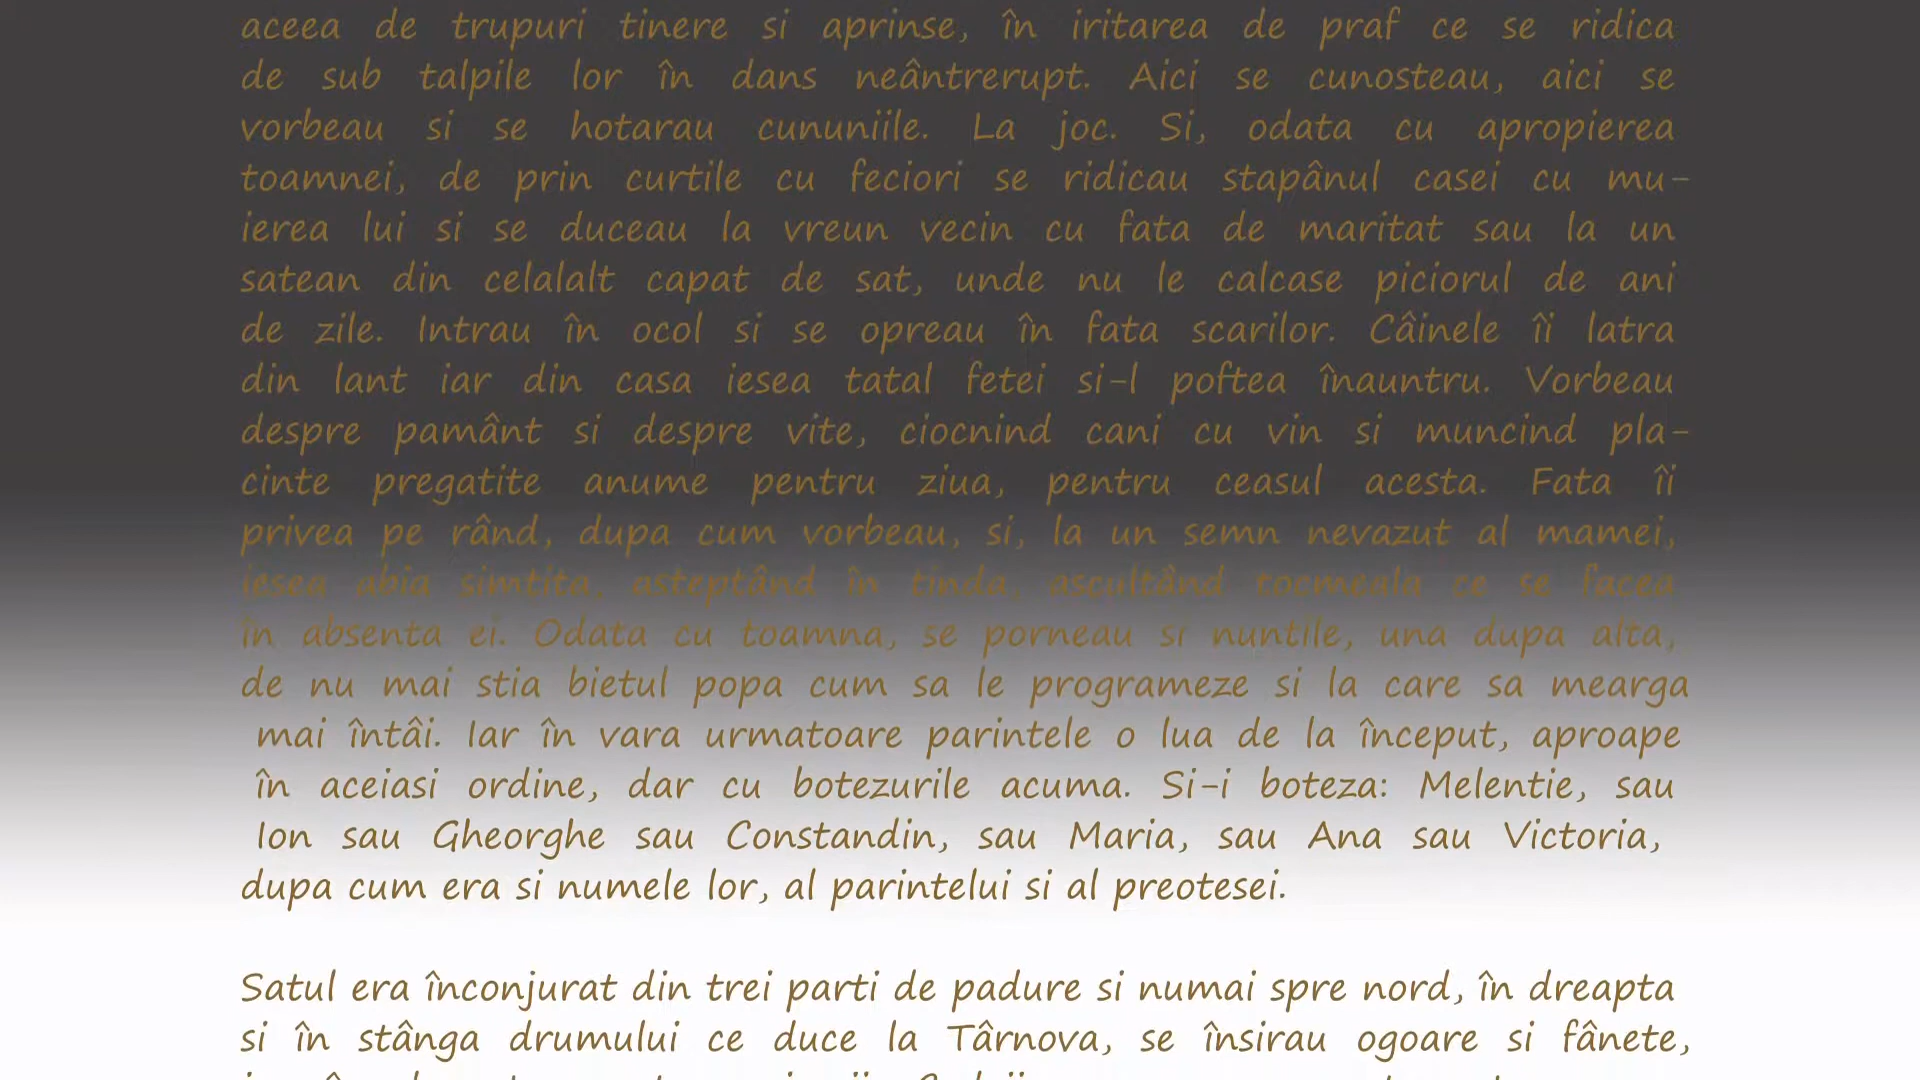 aceea de trupuri tinere si aprinse, în iritarea de praf ce se ridica
de sub talpile lor în dans neântrerupt. Aici se cunosteau, aici se
vorbeau si se hotarau cununiile. La joc. Si, odata cu apropierea
toamnei, de prin curtile cu feciori se ridicau stapânul casei cu mu-
ierea lui si se duceau la vreun vecin cu fata de maritat sau la un
satean din celalalt capat de sat, unde nu le calcase piciorul de ani
de zile. Intrau în ocol si se opreau în fata scarilor. Câinele îi latra
din lant iar din casa iesea tatal fetei si-l poftea înauntru. Vorbeau
despre pamânt si despre vite, ciocnind cani cu vin si muncind pla-
cinte pregatite anume pentru ziua, pentru ceasul acesta. Fata îi
privea pe rând, dupa cum vorbeau, si, la un semn nevazut al mamei,
iesea abia simtita, asteptând în tinda, ascultând tocmeala ce se facea
în absenta ei. Odata cu toamna, se porneau si nuntile, una dupa alta,
de nu mai stia bietul popa cum sa le programeze si la care sa mearga
mai întâi. Iar în vara urmatoare parintele o lua de la început, aproape
în aceiasi ordine, dar cu botezurile acuma. Si-i boteza: Melentie, sau
Ion sau Gheorghe sau Constandin, sau Maria, sau Ana sau Victoria,
dupa cum era si numele lor, al parintelui si al preotesei.
Satul era înconjurat din trei parti de padure si numai spre nord, în dreapta
si în stânga drumului ce duce la Târnova, se însirau ogoare si fânete,